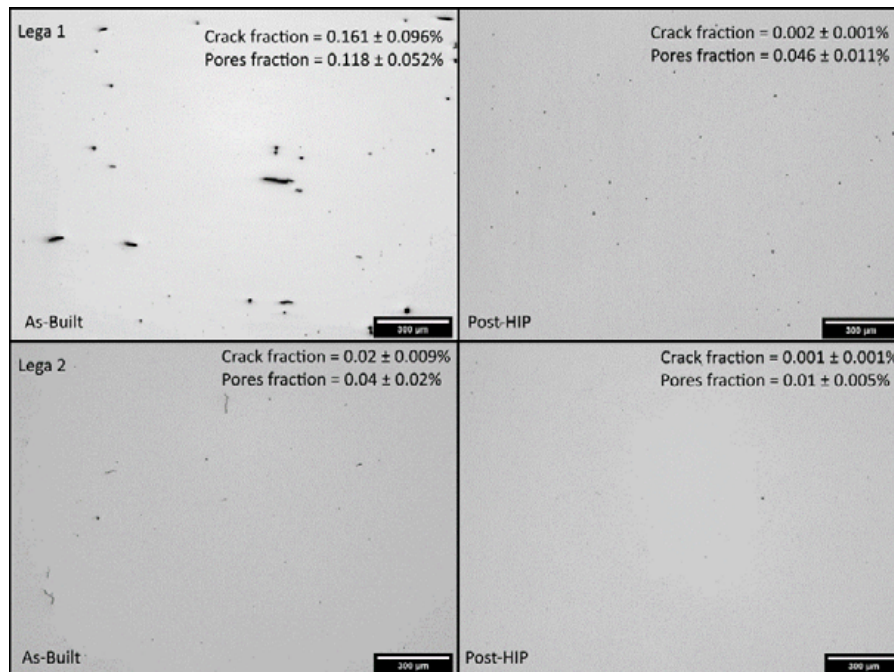 Lega 1
Crack fraction = 0.161 ± 0.096%
Pores fraction = 0.118 ± 0.052%
As-Built
300 µm
Crack fraction = 0.002 ± 0.001%
Pores fraction = 0.046 ± 0.011%
Post-HIP
300 µm
Lega 2
Crack fraction = 0.02 ± 0.009%
Pores fraction = 0.04 ± 0.02%
As-Built
300 µm
Crack fraction = 0.001 ± 0.001%
Pores fraction = 0.01 ± 0.005%
Post-HIP
300 µm